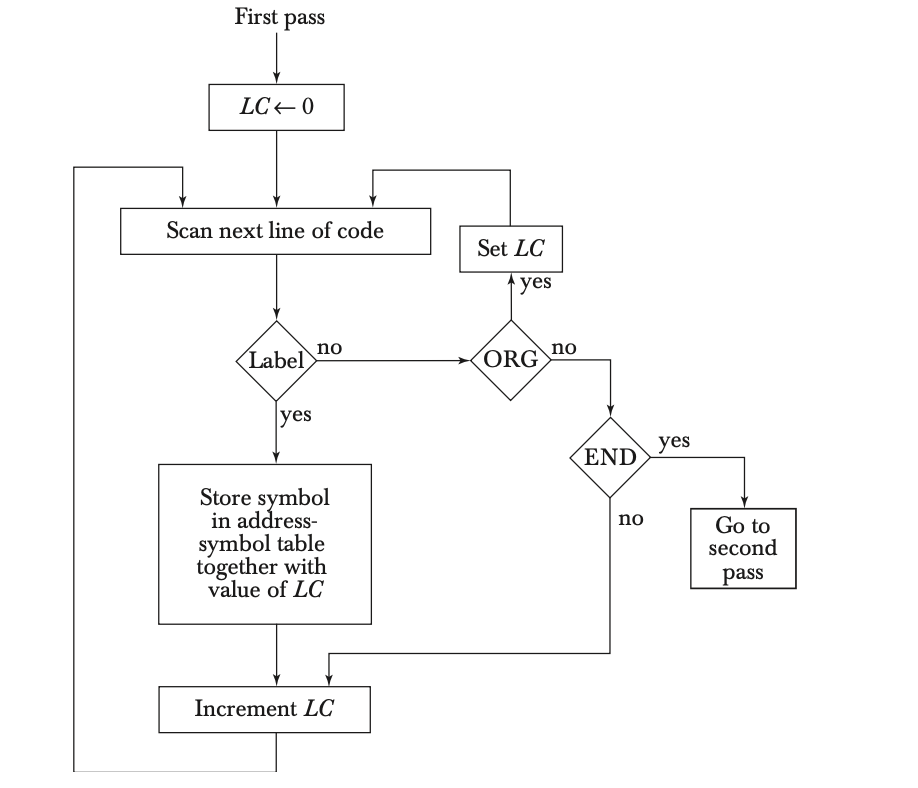 First pass
LC ← 0
Scan next line of code
Set LC
yes
Label
no
ORG
no
yes
END
yes
Store symbol
in address-
symbol table
together with
value of LC
no
Go to
second
pass
Increment LC